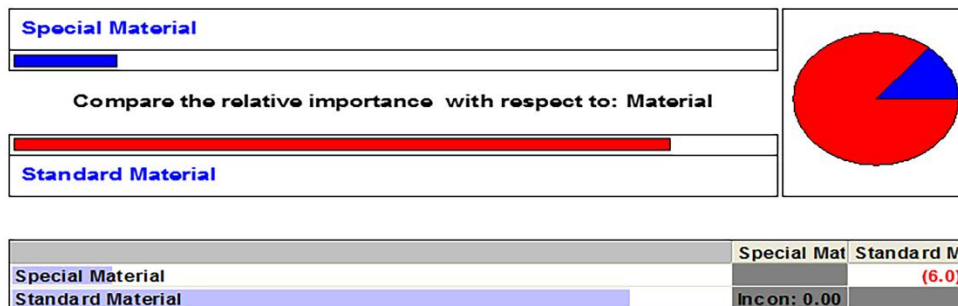 Special Material
Compare the relative importance with respect to: Material
Standard Material
Special Mat Standard M
Special Material (6.0)
Standard Material Incon: 0.00